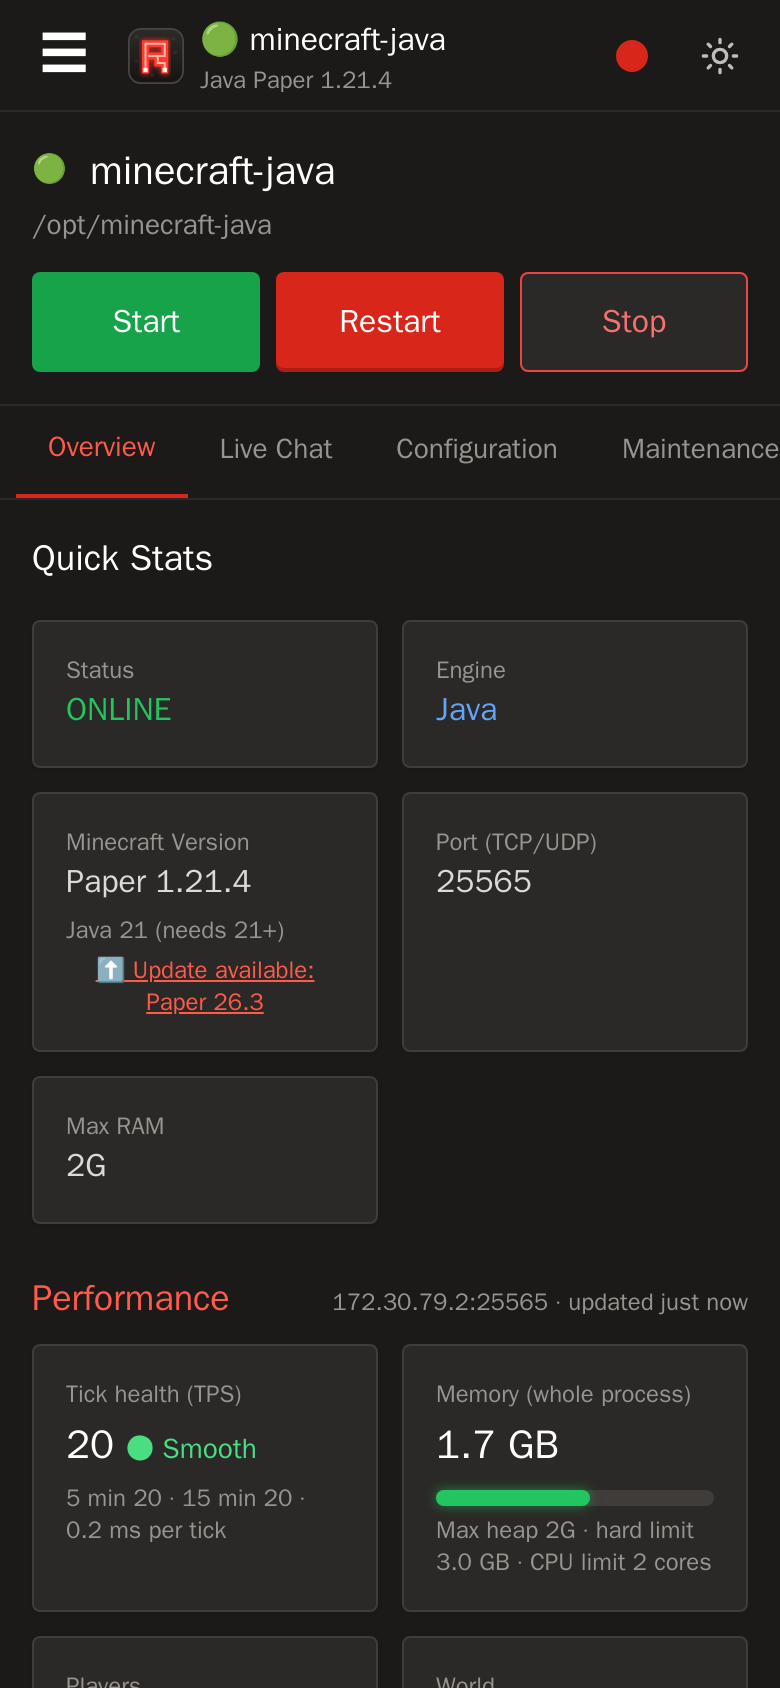 minecraft-java
Java Paper 1.21.4
minecraft-java
/opt/minecraft-java
Start
Restart
Stop
Overview
Live Chat
Configuration
Maintenance
Quick Stats
Status
ONLINE
Engine
Java
Minecraft Version
Paper 1.21.4
Java 21 (needs 21+)
⬆️ Update available:
Paper 26.3
Port (TCP/UDP)
25565
Max RAM
2G
Performance
172.30.79.2:25565 · updated just now
Tick health (TPS)
20 Smooth
5 min 20 · 15 min 20 ·
0.2 ms per tick
Memory (whole process)
1.7 GB
Max heap 2G · hard limit
3.0 GB · CPU limit 2 cores
Players
World